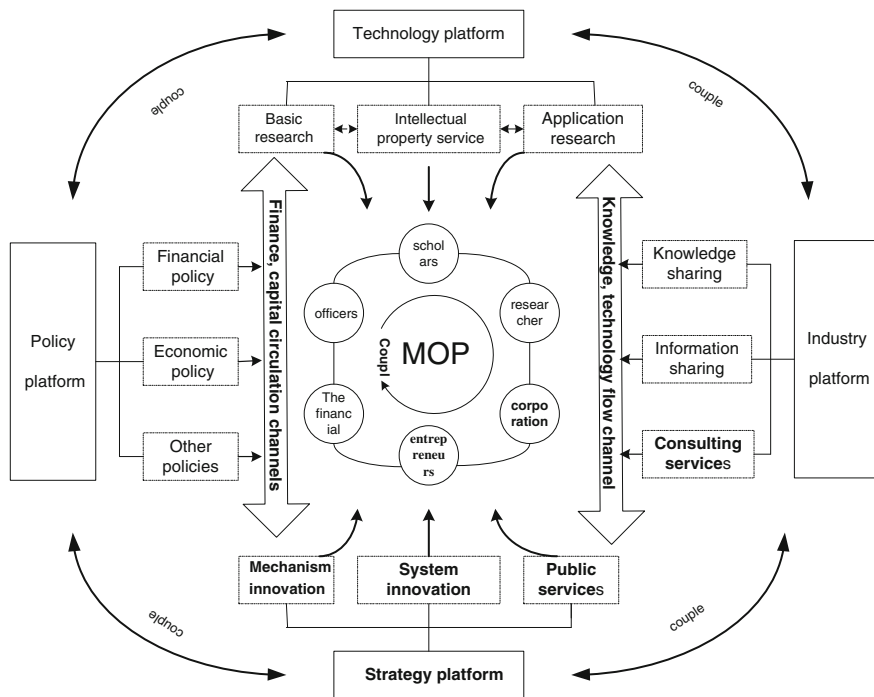 Technology platform
couple
couple
Basic
research
Intellectual
property service
Application
research
Finance, capital circulation channels
Knowledge, technology flow channel
schol
ars
officers
resear
cher
Coupl
MOP
The
financ
ial
corpo
ration
entrep
reneu
rs
Policy
platform
Financial
policy
Economic
policy
Other
policies
Knowledge
sharing
Information
sharing
Consulting
services
Industry
platform
Mechanism
innovation
System
innovation
Public
services
couple
couple
Strategy platform